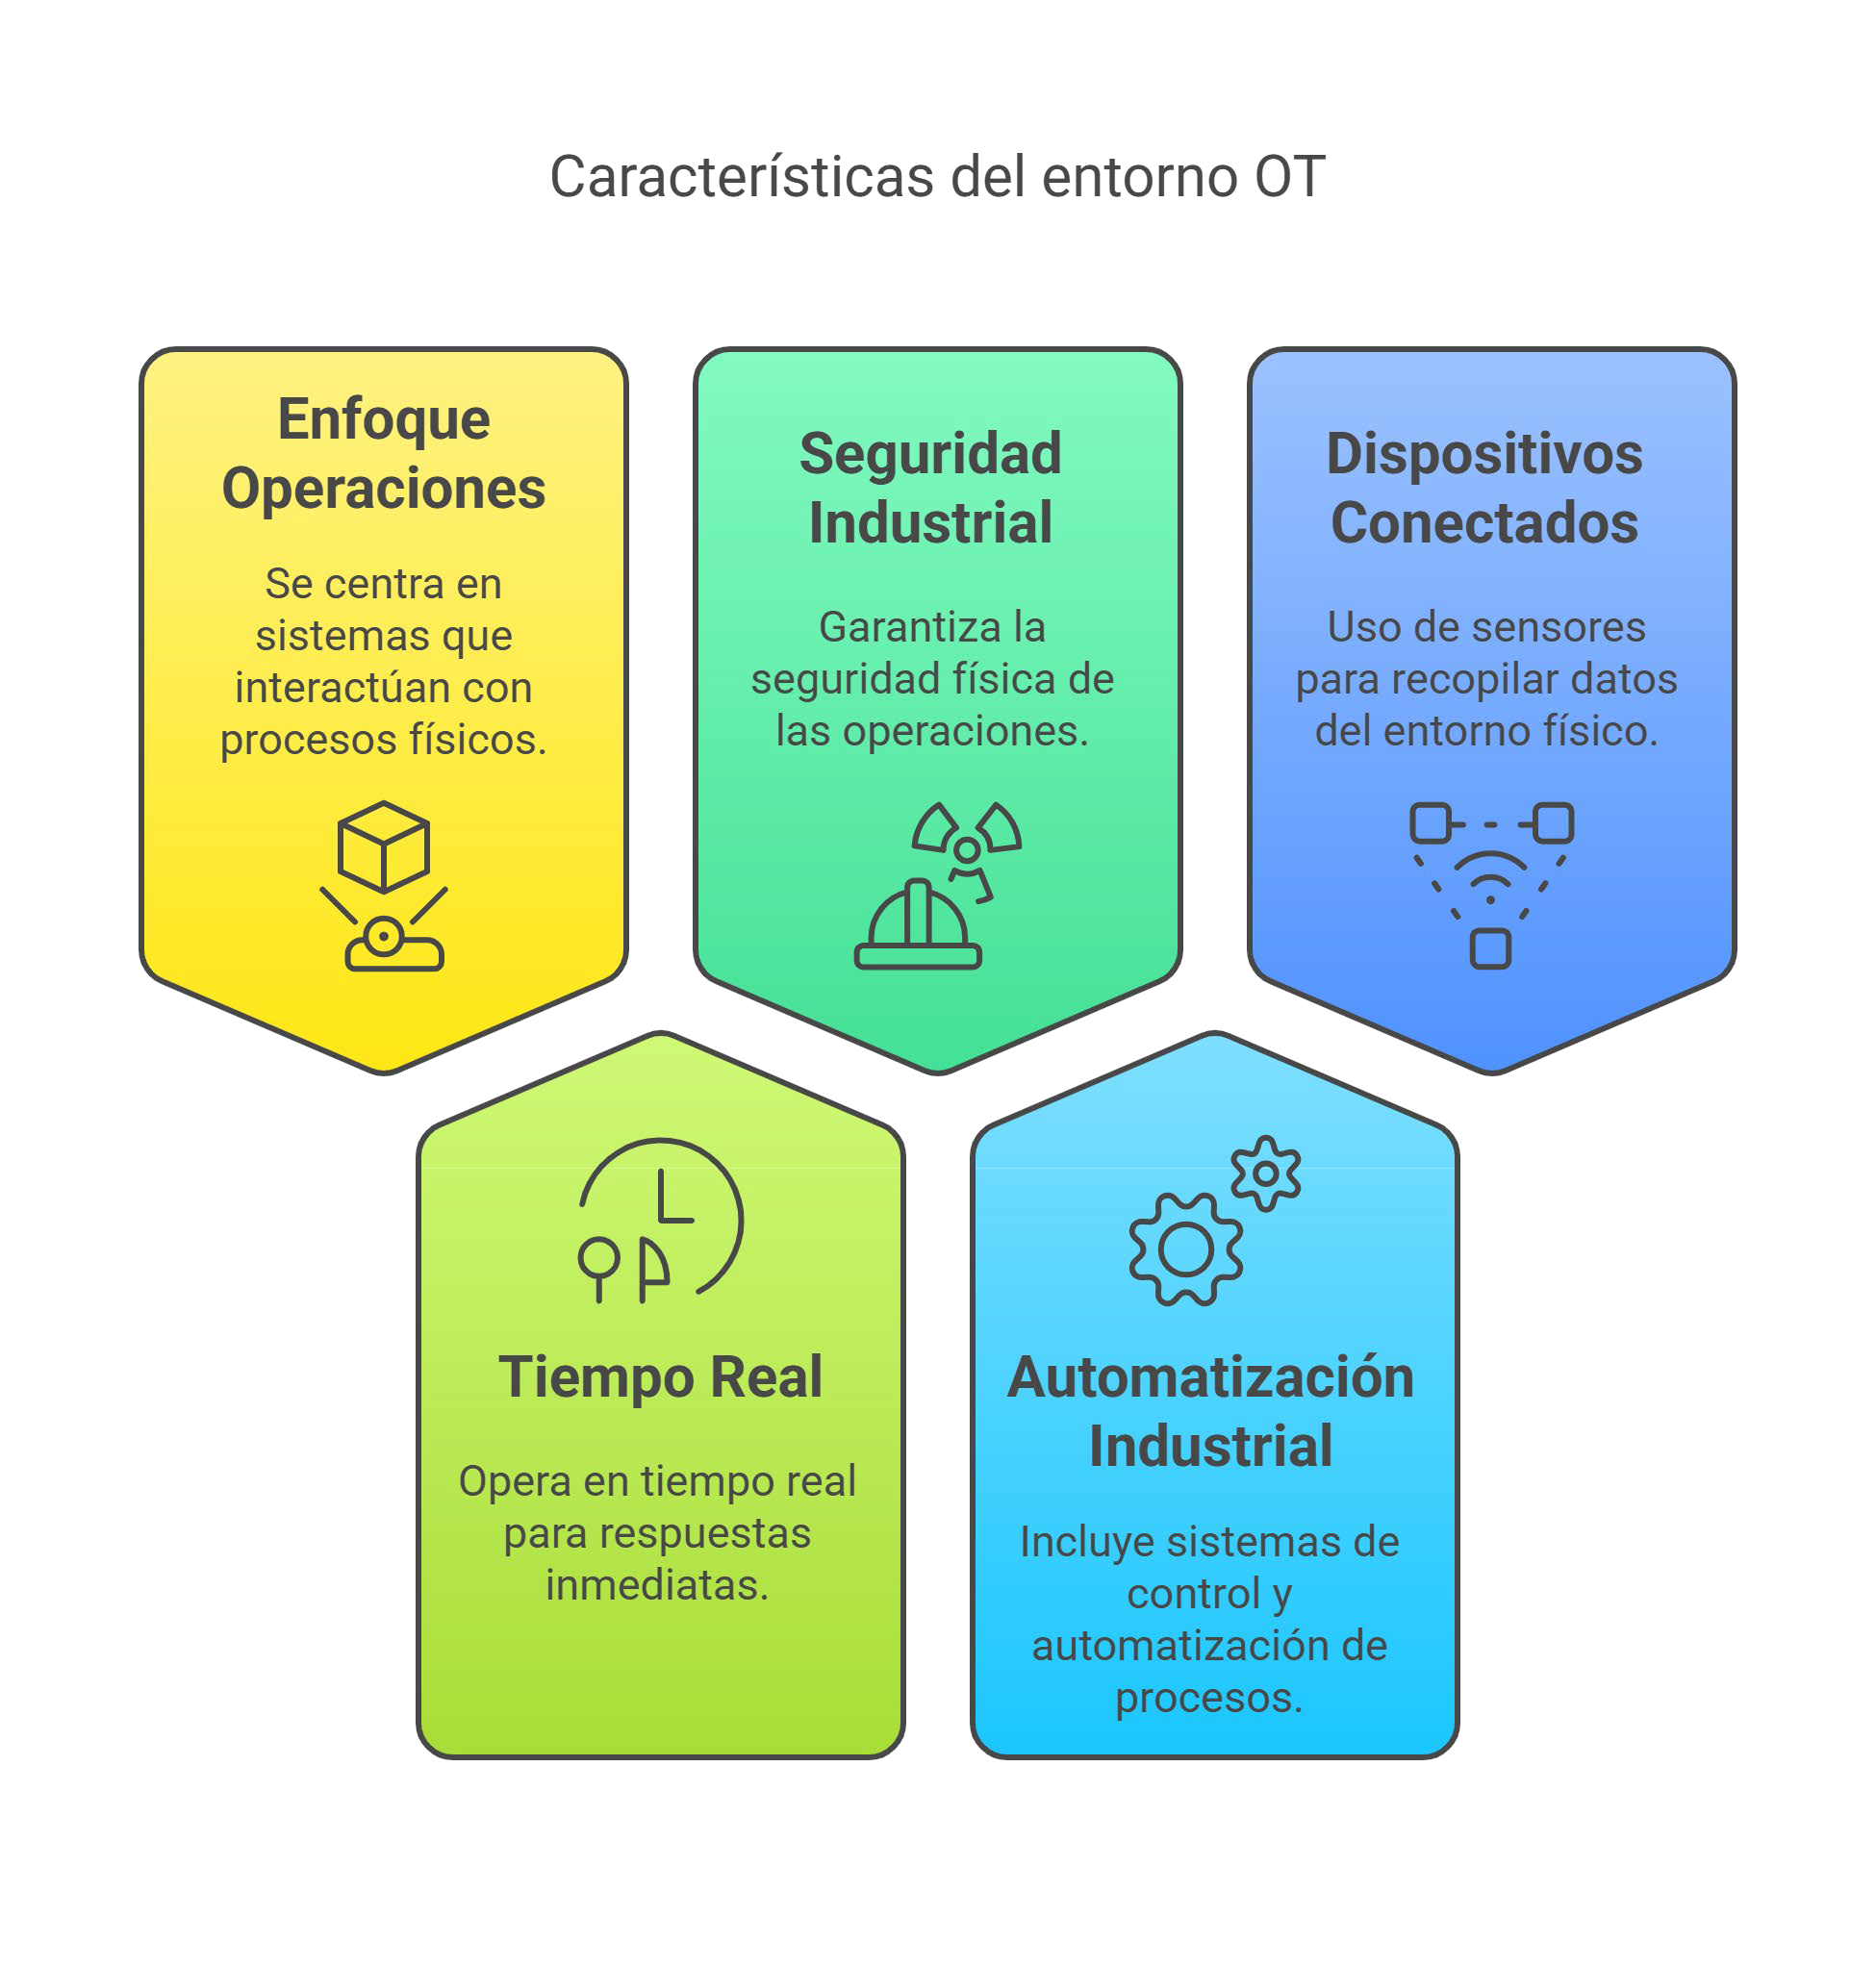 Características del entorno OT
Enfoque
Operaciones
Se centra en
sistemas que
interactúan con
procesos físicos.
Seguridad
Industrial
Garantiza la
seguridad física de
las operaciones.
Dispositivos
Conectados
Uso de sensores
para recopilar datos
del entorno físico.
Tiempo Real
Opera en tiempo real
para respuestas
inmediatas.
Automatización
Industrial
Incluye sistemas de
control y
automatización de
procesos.